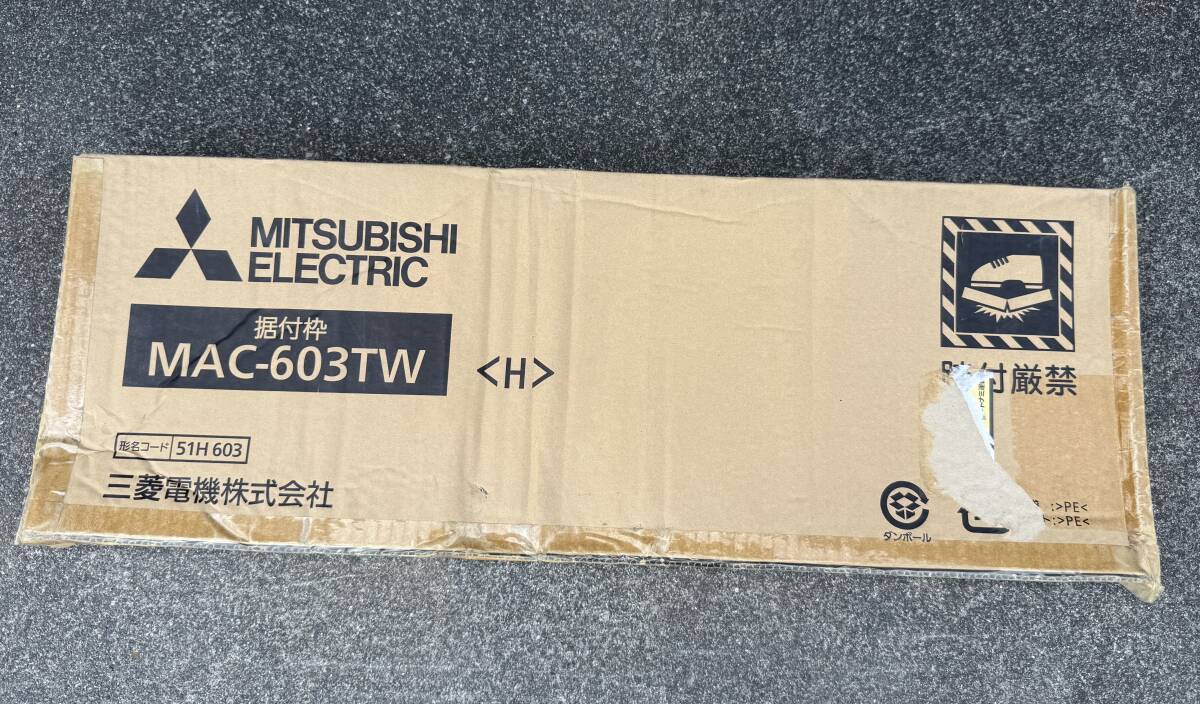 MITSUBISHI
ELECTRIC
据付枠
MAC-603TW
<H>
付厳禁
形名コード 51H 603
三菱電機株式会社
ダンボール
:>PE<
ト:>PE<